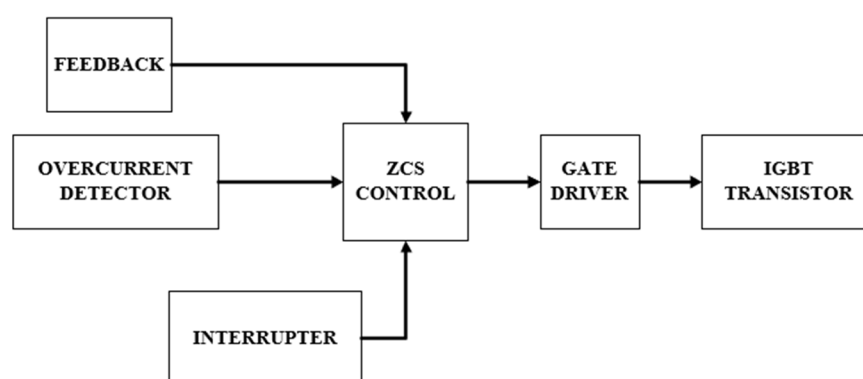 FEEDBACK
OVERCURRENT
DETECTOR
ZCS
CONTROL
GATE
DRIVER
IGBT
TRANSISTOR
INTERRUPTER